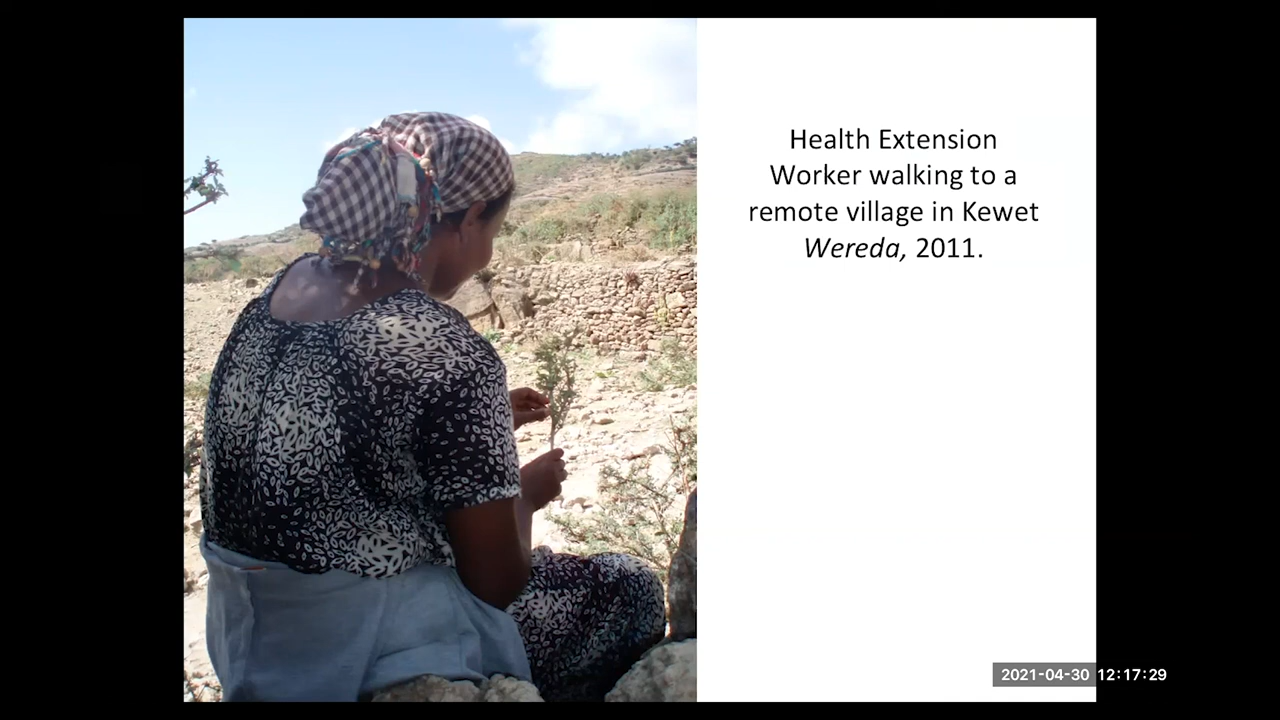 Health Extension
Worker walking to a
remote village in Kewet
Wereda, 2011.
2021-04-30 12:17:29